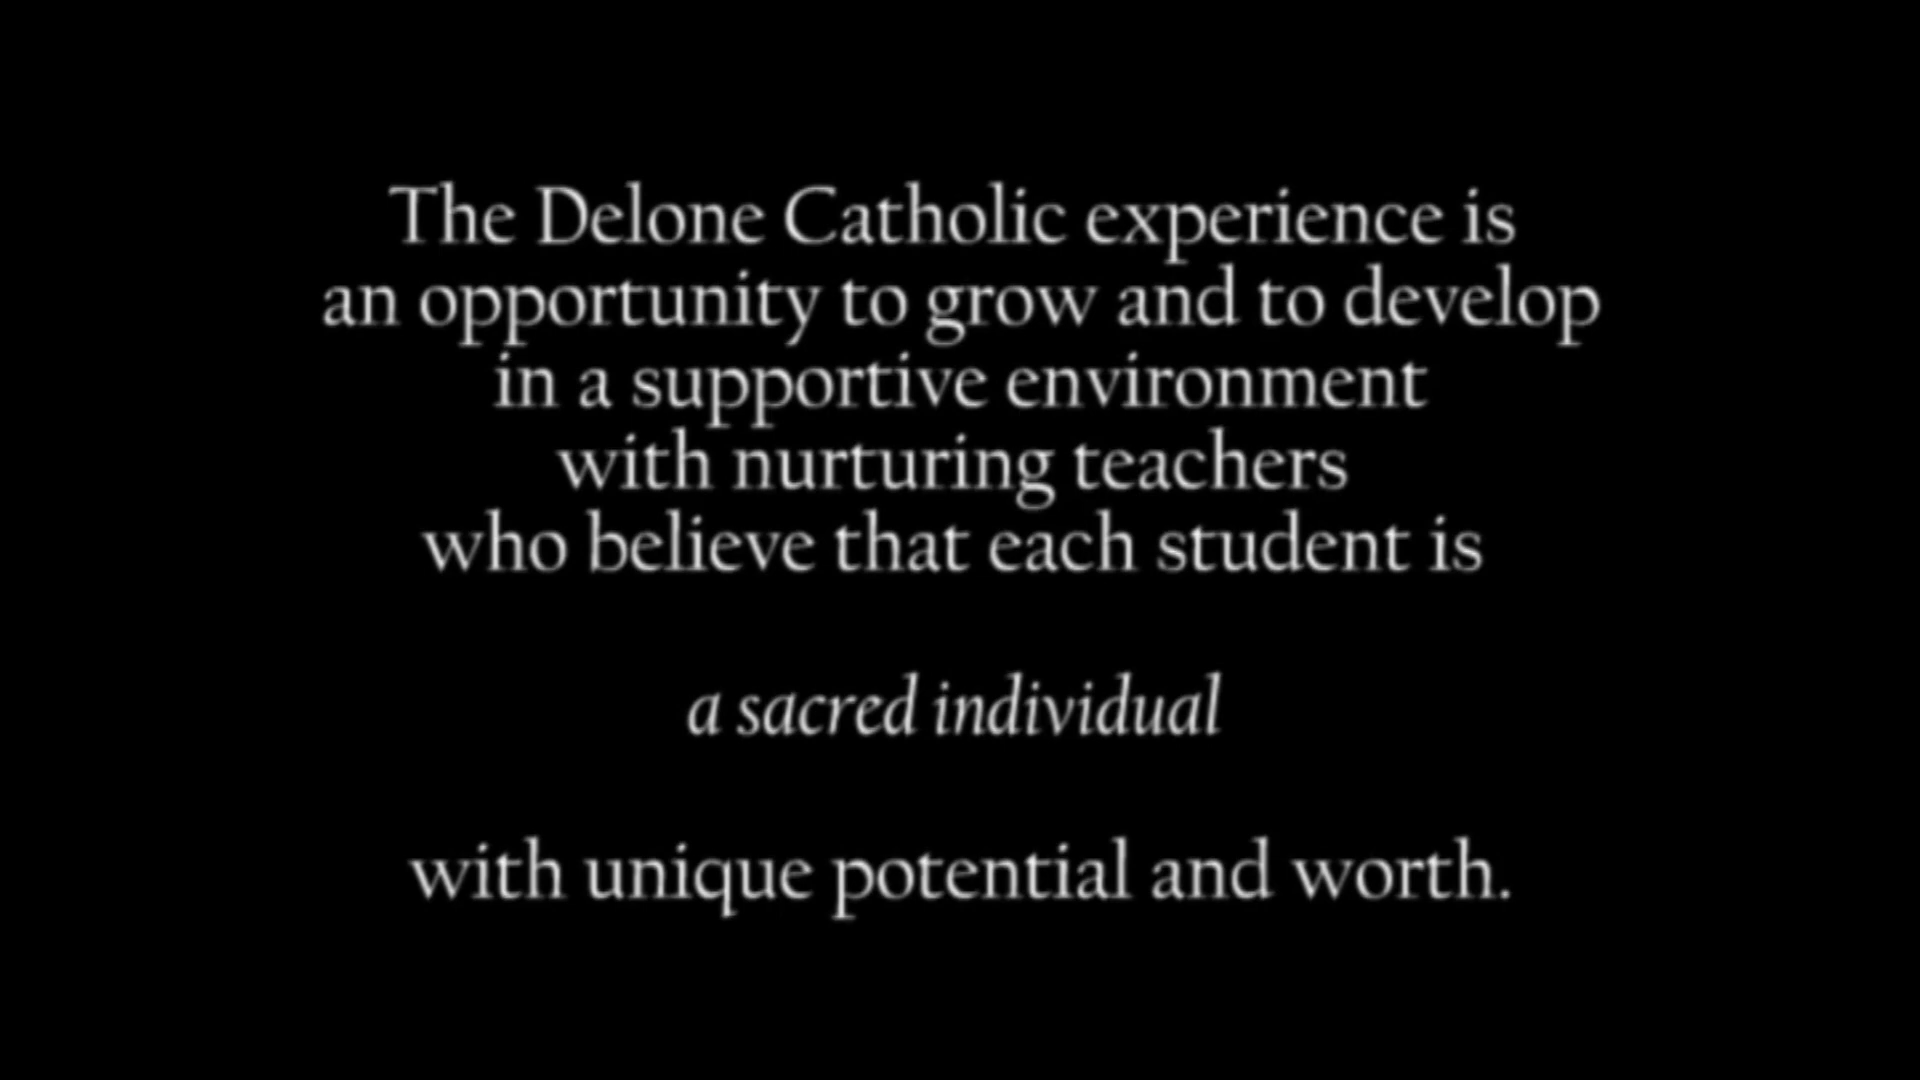 The Delone Catholic experience is
an opportunity to grow and to develop
in a supportive environment
with nurturing teachers
who believe that each student is
a sacred individual
with unique potential and worth.